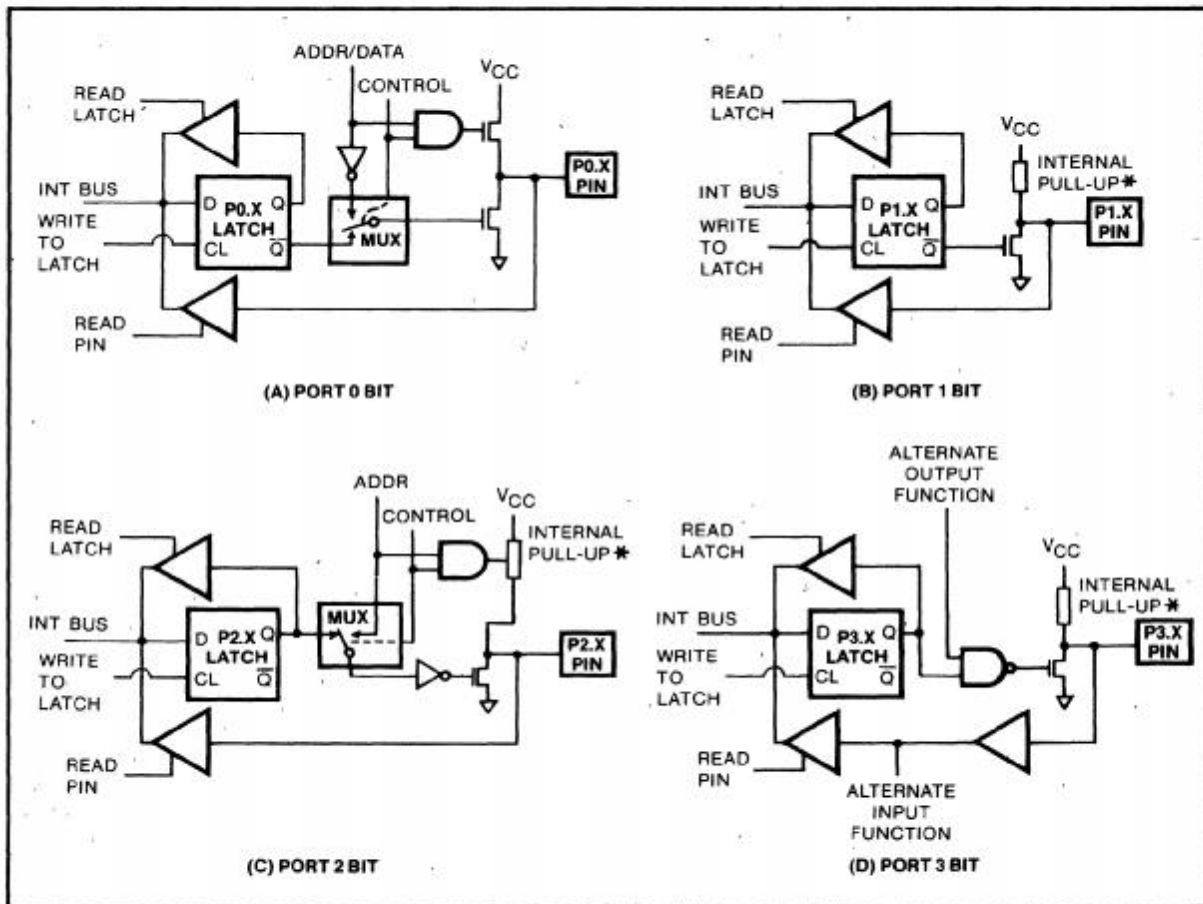 ADDR/DATA
CONTROL
VCC
READ
LATCH
INT BUS
WRITE
TO
LATCH
D P0.X Q
LATCH
CL Q
MUX
P0.X
PIN
READ
PIN
(A) PORT 0 BIT
READ
LATCH
VCC
INTERNAL
PULL-UP*
INT BUS
WRITE
TO
LATCH
D P1.X Q
LATCH
CL Q
P1.X
PIN
READ
PIN
(B) PORT 1 BIT
ADDR
CONTROL
VCC
INTERNAL
PULL-UP*
READ
LATCH
INT BUS
WRITE
TO
LATCH
D P2.X Q
LATCH
CL Q
MUX
P2.X
PIN
READ
PIN
(C) PORT 2 BIT
ALTERNATE
OUTPUT
FUNCTION
READ
LATCH
VCC
INTERNAL
PULL-UP*
INT BUS
WRITE
TO
LATCH
D P3.X Q
LATCH
CL Q
P3.X
PIN
READ
PIN
ALTERNATE
INPUT
FUNCTION
(D) PORT 3 BIT